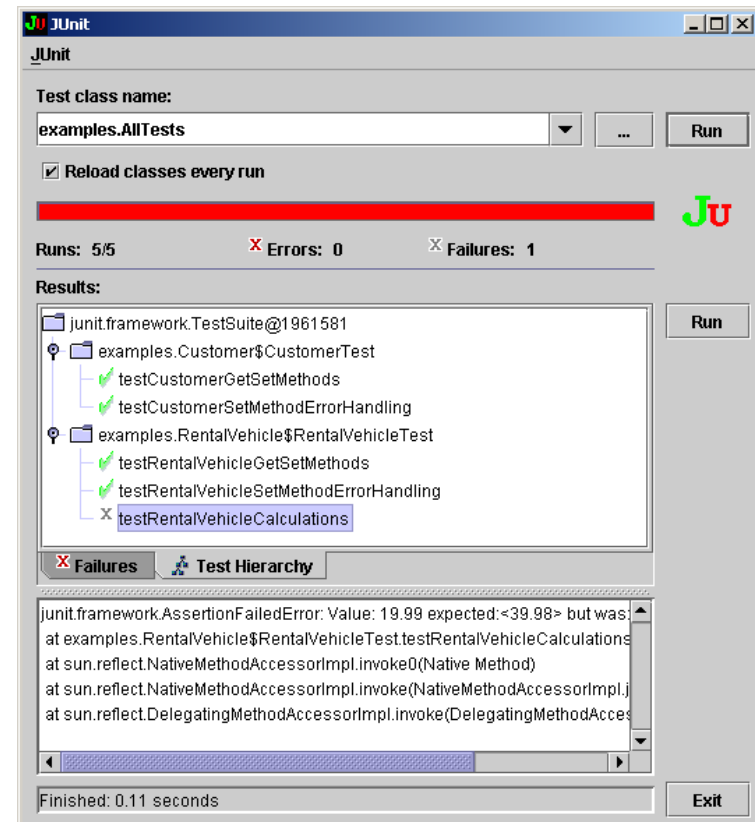 JU JUnit
JUnit
Test class name:
examples.AllTests
...
Run
Reload classes every run
JU
Runs: 5/5 X Errors: 0 X Failures: 1
Results:
Run
junit.framework.TestSuite@1961581
examples.Customer$CustomerTest
testCustomerGetSetMethods
testCustomerSetMethodErrorHandling
examples.RentalVehicle$RentalVehicleTest
testRentalVehicleGetSetMethods
testRentalVehicleSetMethodErrorHandling
X testRentalVehicleCalculations
X Failures Test Hierarchy
junit.framework.AssertionFailedError: Value: 19.99 expected:<39.98> but was:
at examples.RentalVehicle$RentalVehicleTest.testRentalVehicleCalculations
at sun.reflect.NativeMethodAccessorImpl.invoke0(Native Method)
at sun.reflect.NativeMethodAccessorImpl.invoke(NativeMethodAccessorImpl.j
at sun.reflect.DelegatingMethodAccessorImpl.invoke(DelegatingMethodAcces
Finished: 0.11 seconds
Exit